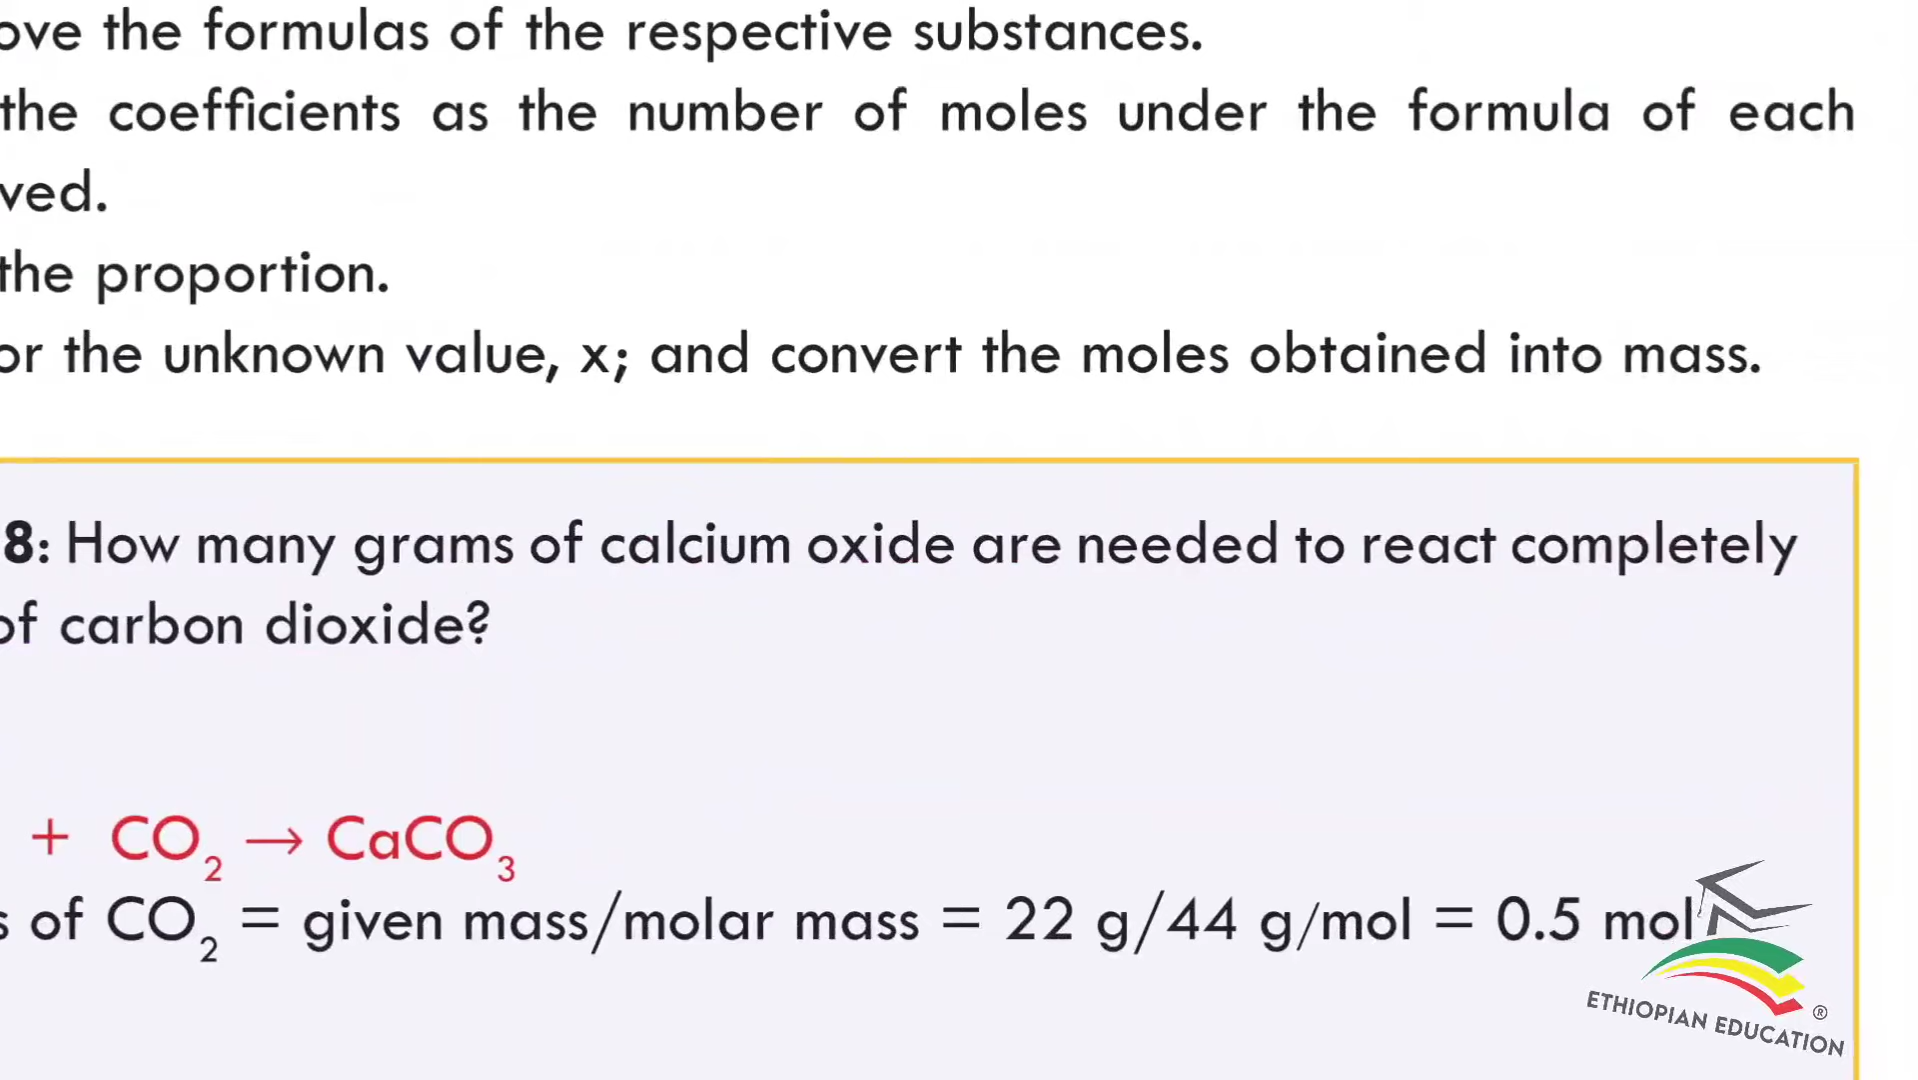 ove the formulas of the respective substances.
the coefficients as the number of moles under the formula of each
ved.
the proportion.
or the unknown value, x; and convert the moles obtained into mass.
8: How many grams of calcium oxide are needed to react completely
of carbon dioxide?
+ CO₂ → CaCO₃
s of CO₂ = given mass/molar mass = 22 g/44 g/mol = 0.5 mol
ETHIOPIAN EDUCATION ®